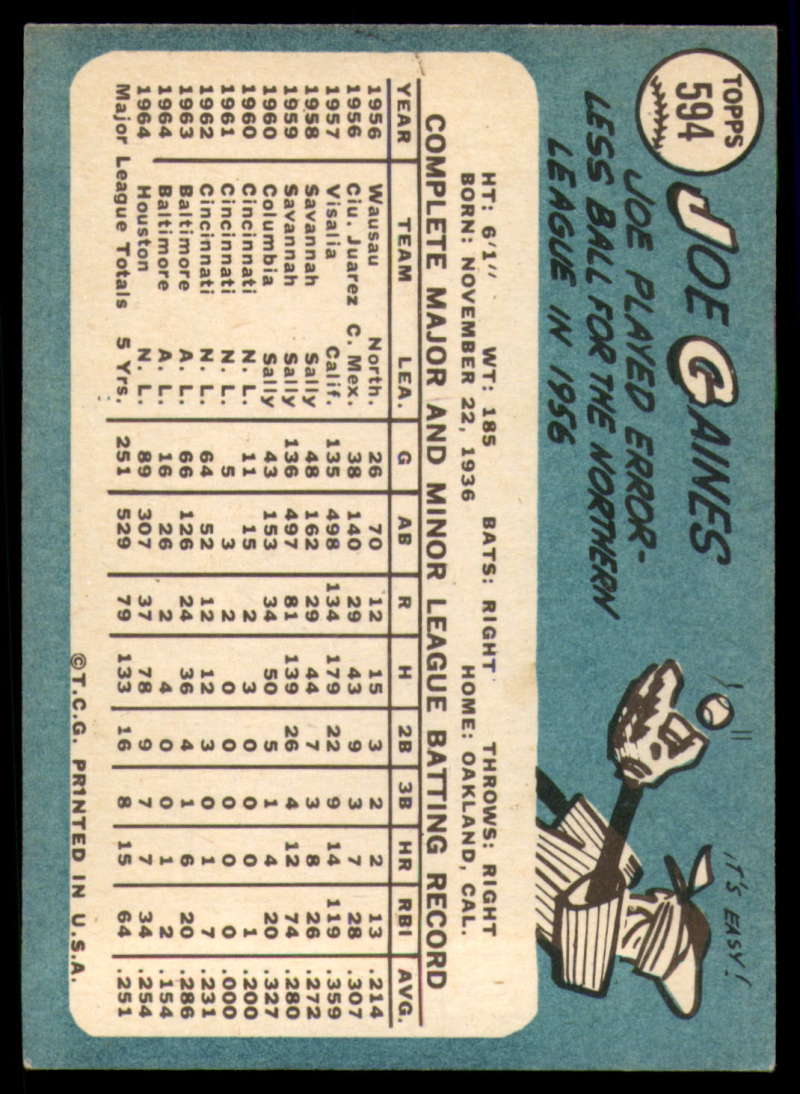 TOPPS
594
JOE GAINES
JOE PLAYED ERROR-
LESS BALL FOR THE NORTHERN
LEAGUE IN 1956
IT'S EASY!
HT: 6'1" WT: 185 BATS: RIGHT THROWS: RIGHT
BORN: NOVEMBER 22, 1936 HOME: OAKLAND, CAL.
COMPLETE MAJOR AND MINOR LEAGUE BATTING RECORD
YEAR TEAM LEA. G AB R H 2B 3B HR RBI AVG.
1956 Wausau North. 26 70 12 15 3 2 2 13 .214
1956 Ciu. Juarez C. Mex. 38 140 29 43 9 3 7 28 .307
1957 Visalia Calif. 135 498 134 179 22 9 14 119 .359
1958 Savannah Sally 48 162 29 44 7 3 8 26 .272
1959 Savannah Sally 136 497 81 139 26 4 12 74 .280
1960 Columbia Sally 43 153 34 50 5 1 4 20 .327
1960 Cincinnati N. L. 11 15 2 3 0 0 0 1 .200
1961 Cincinnati N. L. 5 3 2 0 0 0 0 0 .000
1962 Cincinnati N. L. 64 52 12 12 3 0 1 7 .231
1963 Baltimore A. L. 66 126 24 36 4 1 6 20 .286
1964 Baltimore A. L. 16 26 2 4 0 0 1 2 .154
1964 Houston N. L. 89 307 37 78 9 7 7 34 .254
Major League Totals 5 Yrs. 251 529 79 133 16 8 15 64 .251
©T.C.G. PRINTED IN U.S.A.